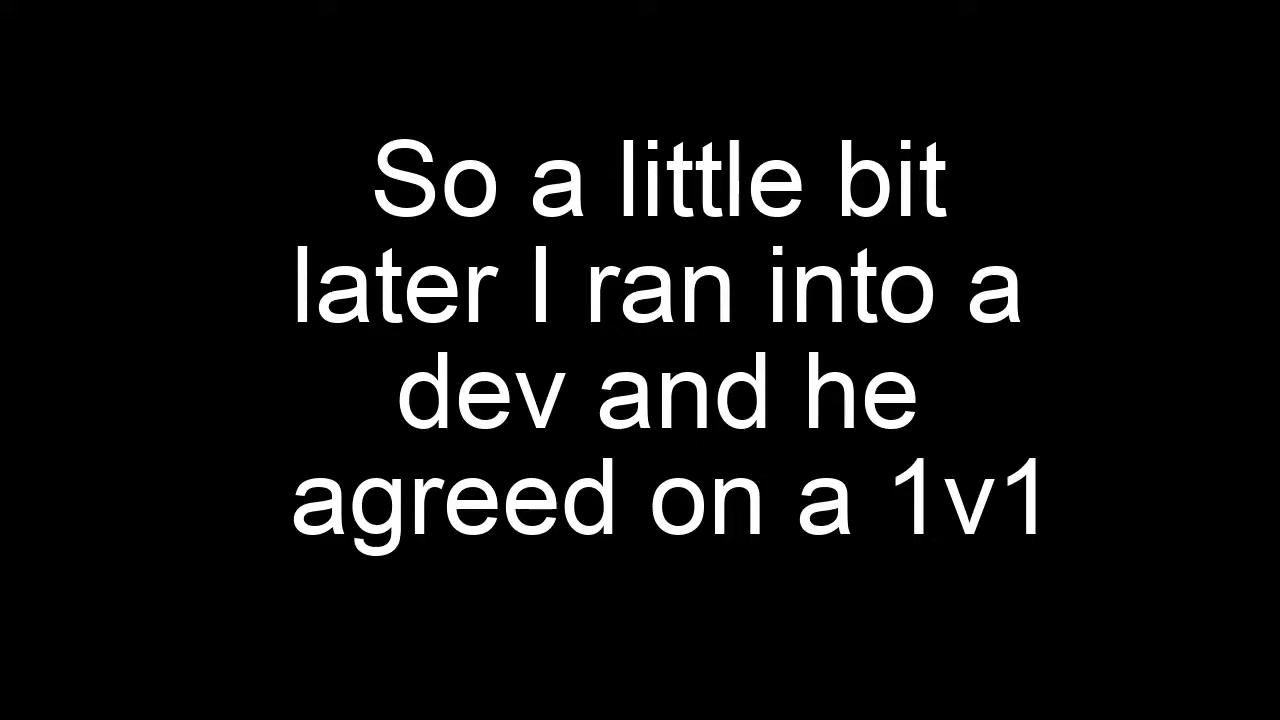 So a little bit
later I ran into a
dev and he
agreed on a 1v1